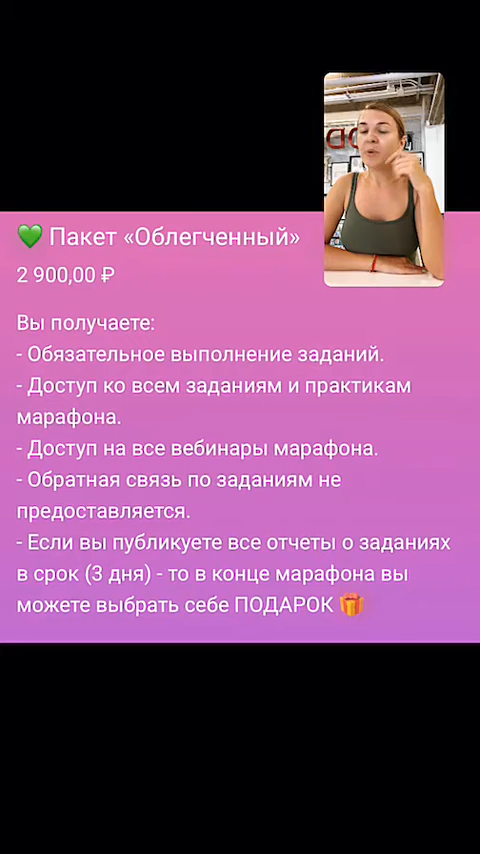 💚 Пакет «Облегченный»
2 900,00 ₽
Вы получаете:
- Обязательное выполнение заданий.
- Доступ ко всем заданиям и практикам
марафона.
- Доступ на все вебинары марафона.
- Обратная связь по заданиям не
предоставляется.
- Если вы публикуете все отчеты о заданиях
в срок (3 дня) - то в конце марафона вы
можете выбрать себе ПОДАРОК 🎁